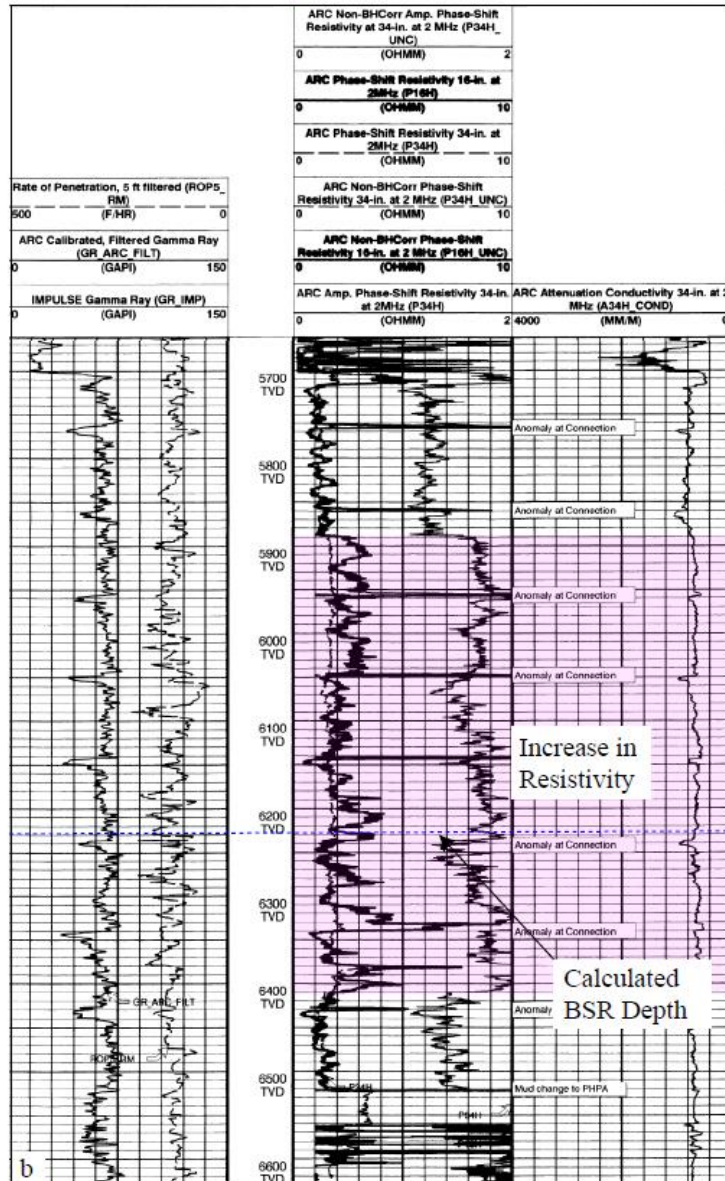 ARC Non-BHCorr Amp. Phase-Shift
Resistivity at 34-in. at 2 MHz (P34H_
UNC)
0 (OHMM) 2
ARC Phase-Shift Resistivity 16-in. at
2MHz (P16H)
0 (OHMM) 10
ARC Phase-Shift Resistivity 34-in. at
2MHz (P34H)
0 (OHMM) 10
Rate of Penetration, 5 ft filtered (ROP5_
RM)
500 (F/HR) 0
ARC Non-BHCorr Phase-Shift
Resistivity 34-in. at 2 MHz (P34H_UNC)
0 (OHMM) 10
ARC Calibrated, Filtered Gamma Ray
(GR_ARC_FILT)
0 (GAPI) 150
ARC Non-BHCorr Phase-Shift
Resistivity 16-in. at 2 MHz (P16H_UNC)
0 (OHMM) 10
IMPULSE Gamma Ray (GR_IMP)
0 (GAPI) 150
ARC Amp. Phase-Shift Resistivity 34-in.
at 2MHz (P34H)
0 (OHMM) 2
ARC Attenuation Conductivity 34-in. at 2
MHz (A34H_COND)
4000 (MM/M) 0
5700
TVD
Anomaly at Connection
5800
TVD
Anomaly at Connection
5900
TVD
Anomaly at Connection
6000
TVD
Anomaly at Connection
6100
TVD
Increase in
Resistivity
6200
TVD
Anomaly at Connection
6300
TVD
Anomaly at Connection
Calculated
BSR Depth
6400
TVD
GR_ARC_FILT
Anomaly
6500
TVD
P34H
Mud change to PHPA
P34H
6600
TVD
b